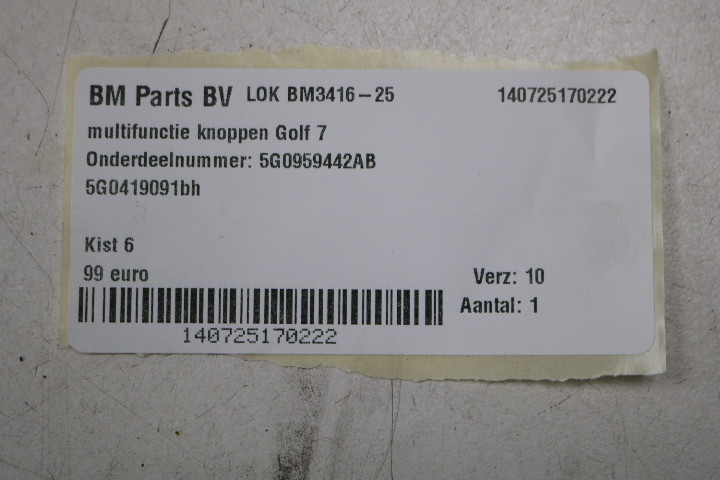 BM Parts BV LOK BM3416-25 140725170222
multifunctie knoppen Golf 7
Onderdeelnummer: 5G0959442AB
5G0419091bh
Kist 6
99 euro Verz: 10
Aantal: 1
140725170222